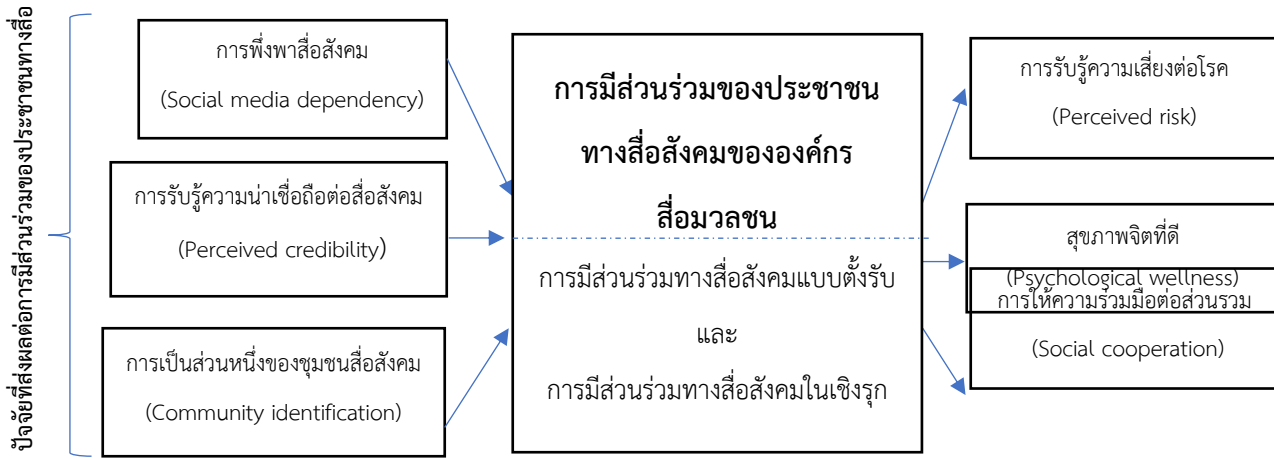 ปัจจัยที่ส่งผลต่อการมีส่วนร่วมของประชาชนทางสื่อ
การพึ่งพาสื่อสังคม
(Social media dependency)
การรับรู้ความน่าเชื่อถือต่อสื่อสังคม
(Perceived credibility)
การเป็นส่วนหนึ่งของชุมชนสื่อสังคม
(Community identification)
การมีส่วนร่วมของประชาชน
ทางสื่อสังคมขององค์กร
สื่อมวลชน
การมีส่วนร่วมทางสื่อสังคมแบบตั้งรับ
และ
การมีส่วนร่วมทางสื่อสังคมในเชิงรุก
การรับรู้ความเสี่ยงต่อโรค
(Perceived risk)
สุขภาพจิตที่ดี
(Psychological wellness)
การให้ความร่วมมือต่อส่วนรวม
(Social cooperation)